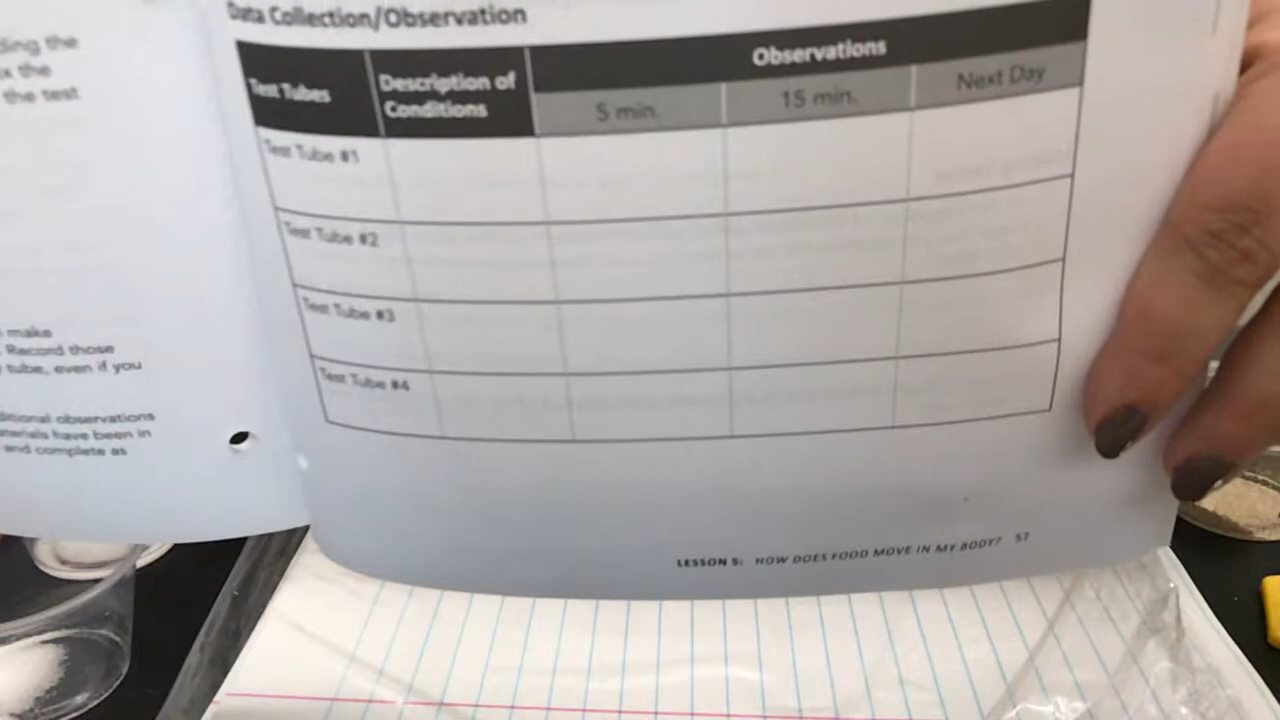 ding the
x the
the test
make
Record those
tube, even if you
ditional observations
aterials have been in
and complete as
Data Collection/Observation
Test Tubes
Description of
Conditions
Observations
5 min.
15 min.
Next Day
Test Tube #1
Test Tube #2
Test Tube #3
Test Tube #4
LESSON 5: HOW DOES FOOD MOVE IN MY BODY? 57